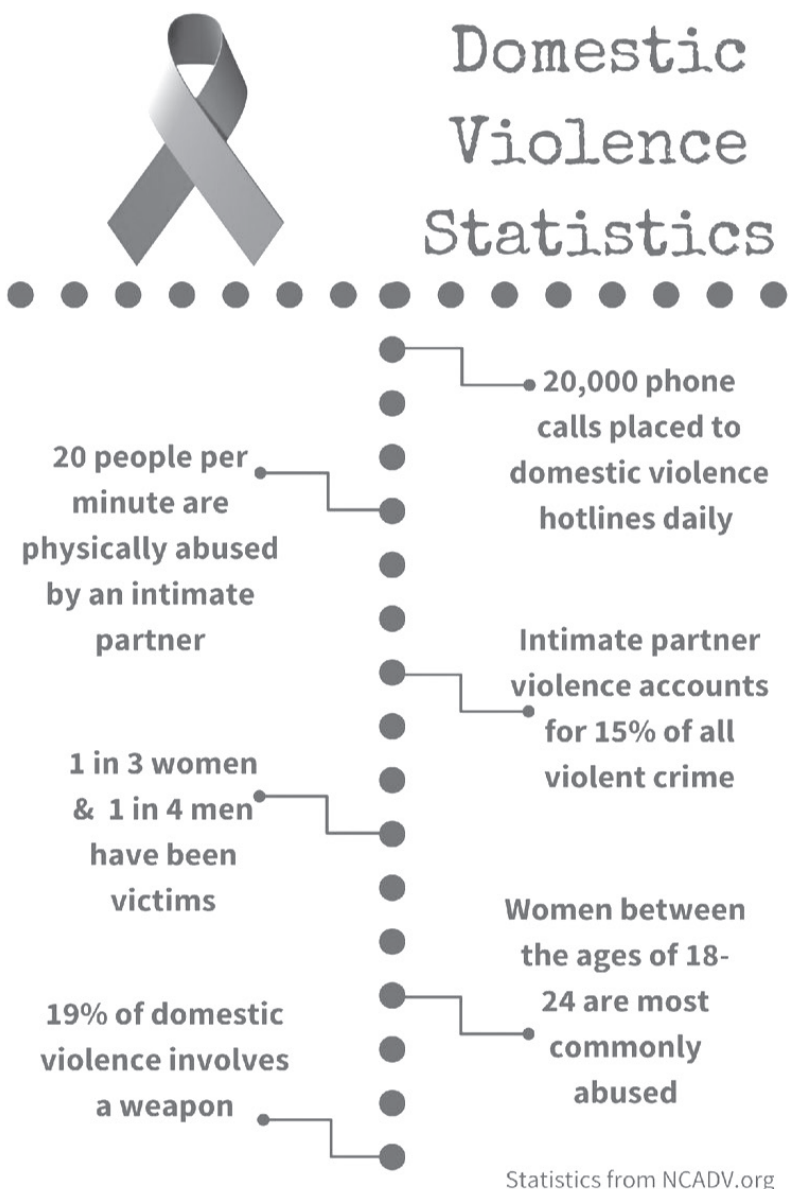 Domestic
Violence
Statistics
20,000 phone
calls placed to
domestic violence
hotlines daily
20 people per
minute are
physically abused
by an intimate
partner
Intimate partner
violence accounts
for 15% of all
violent crime
1 in 3 women
& 1 in 4 men
have been
victims
Women between
the ages of 18-
24 are most
commonly
abused
19% of domestic
violence involves
a weapon
Statistics from NCADV.org